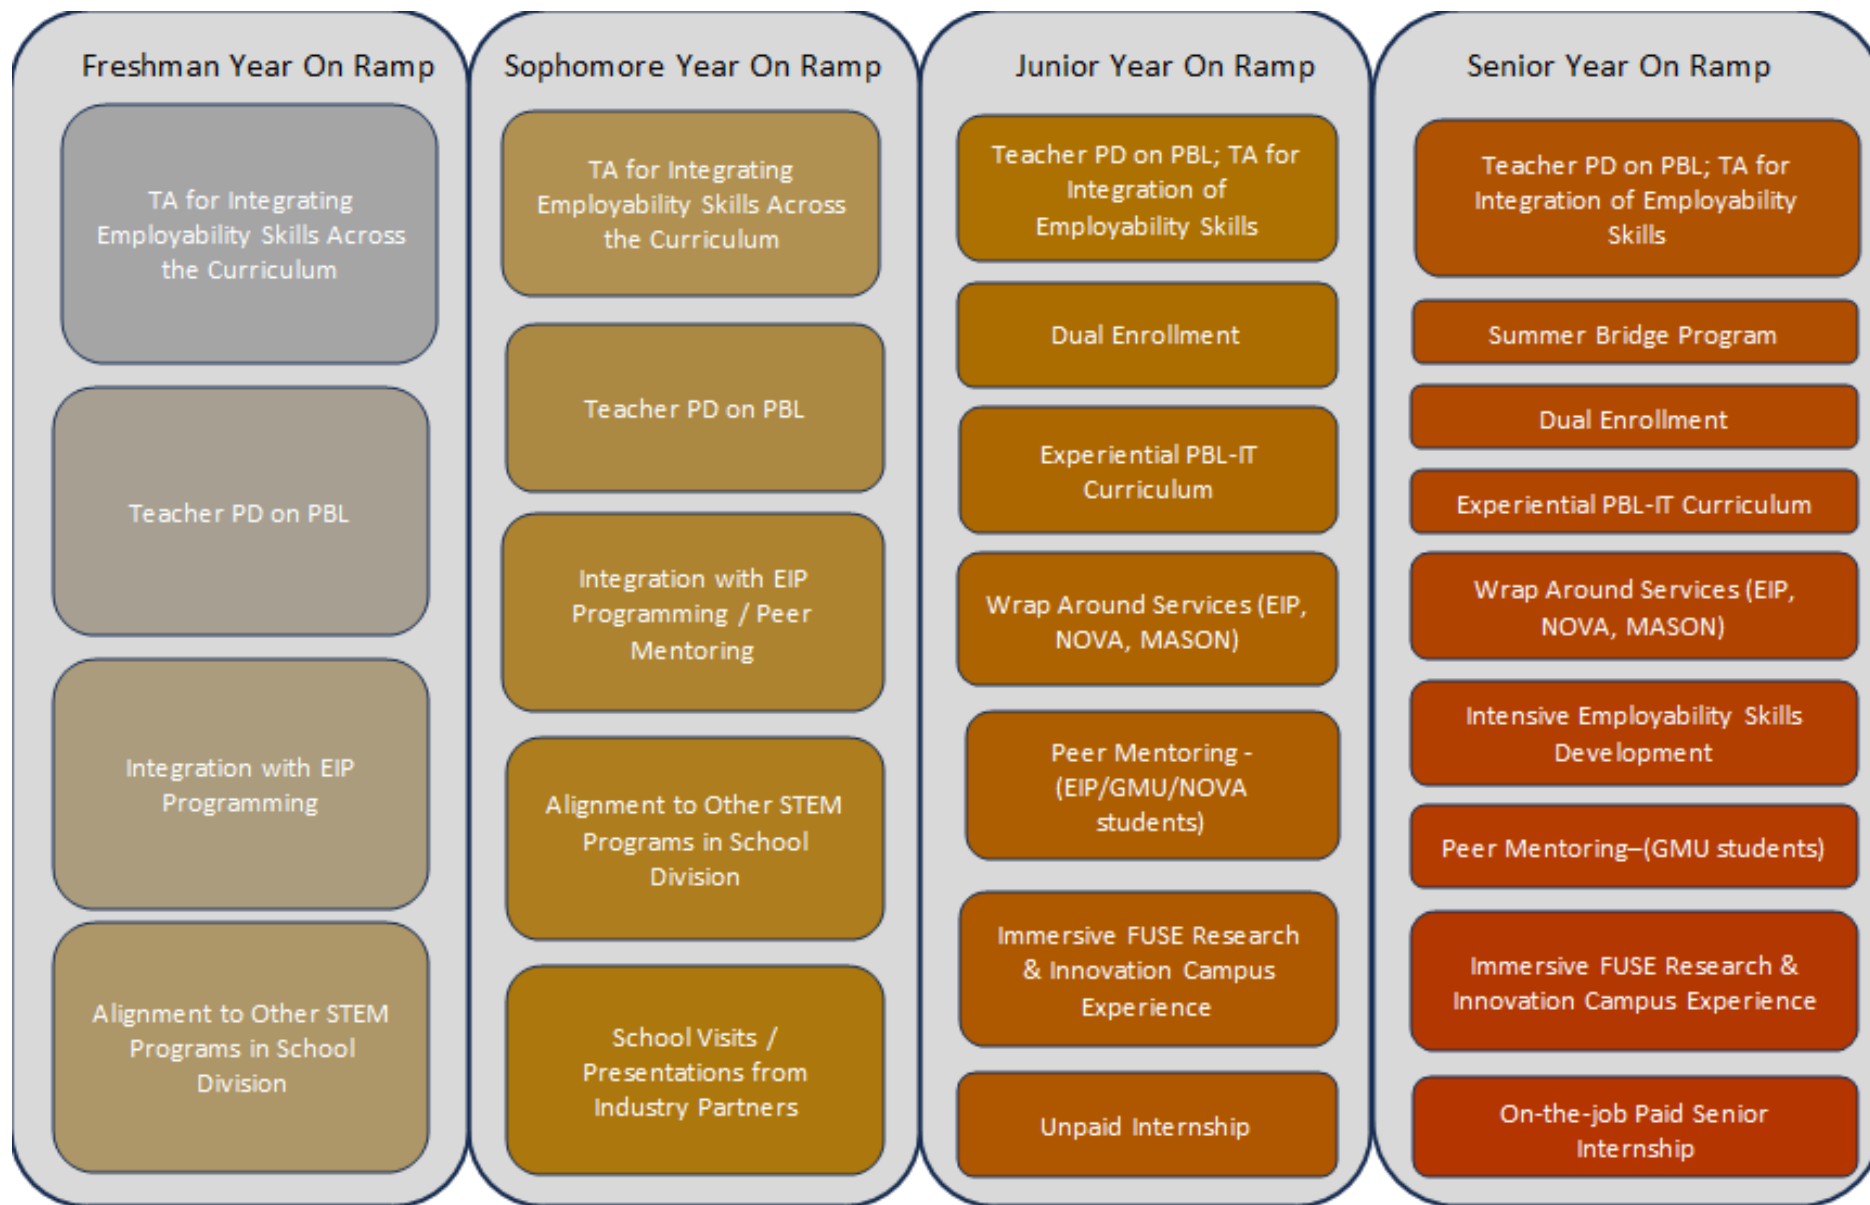 Freshman Year On Ramp
TA for Integrating
Employability Skills Across
the Curriculum
Teacher PD on PBL
Integration with EIP
Programming
Alignment to Other STEM
Programs in School
Division
Sophomore Year On Ramp
TA for Integrating
Employability Skills Across
the Curriculum
Teacher PD on PBL
Integration with EIP
Programming / Peer
Mentoring
Alignment to Other STEM
Programs in School
Division
School Visits /
Presentations from
Industry Partners
Junior Year On Ramp
Teacher PD on PBL; TA for
Integration of
Employability Skills
Dual Enrollment
Experiential PBL-IT
Curriculum
Wrap Around Services (EIP,
NOVA, MASON)
Peer Mentoring -
(EIP/GMU/NOVA
students)
Immersive FUSE Research
& Innovation Campus
Experience
Unpaid Internship
Senior Year On Ramp
Teacher PD on PBL; TA for
Integration of Employability
Skills
Summer Bridge Program
Dual Enrollment
Experiential PBL-IT Curriculum
Wrap Around Services (EIP,
NOVA, MASON)
Intensive Employability Skills
Development
Peer Mentoring–(GMU students)
Immersive FUSE Research &
Innovation Campus Experience
On-the-job Paid Senior
Internship